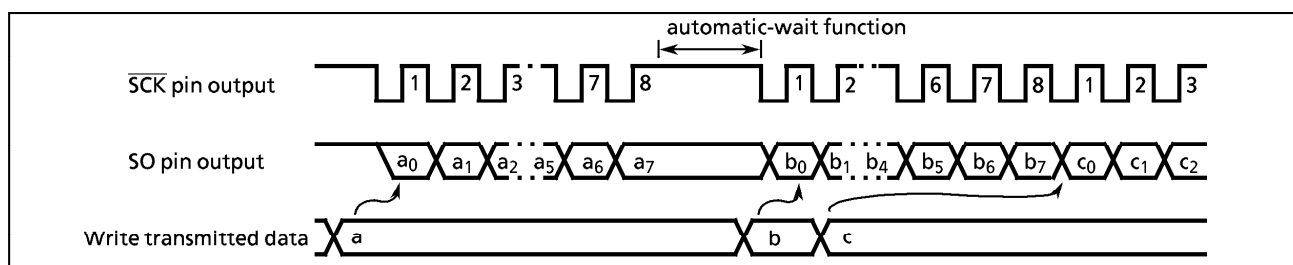 automatic-wait function
SCK pin output 1 2 3 7 8 1 2 6 7 8 1 2 3
SO pin output a0 a1 a2 a5 a6 a7 b0 b1 b4 b5 b6 b7 c0 c1 c2
Write transmitted data a b c